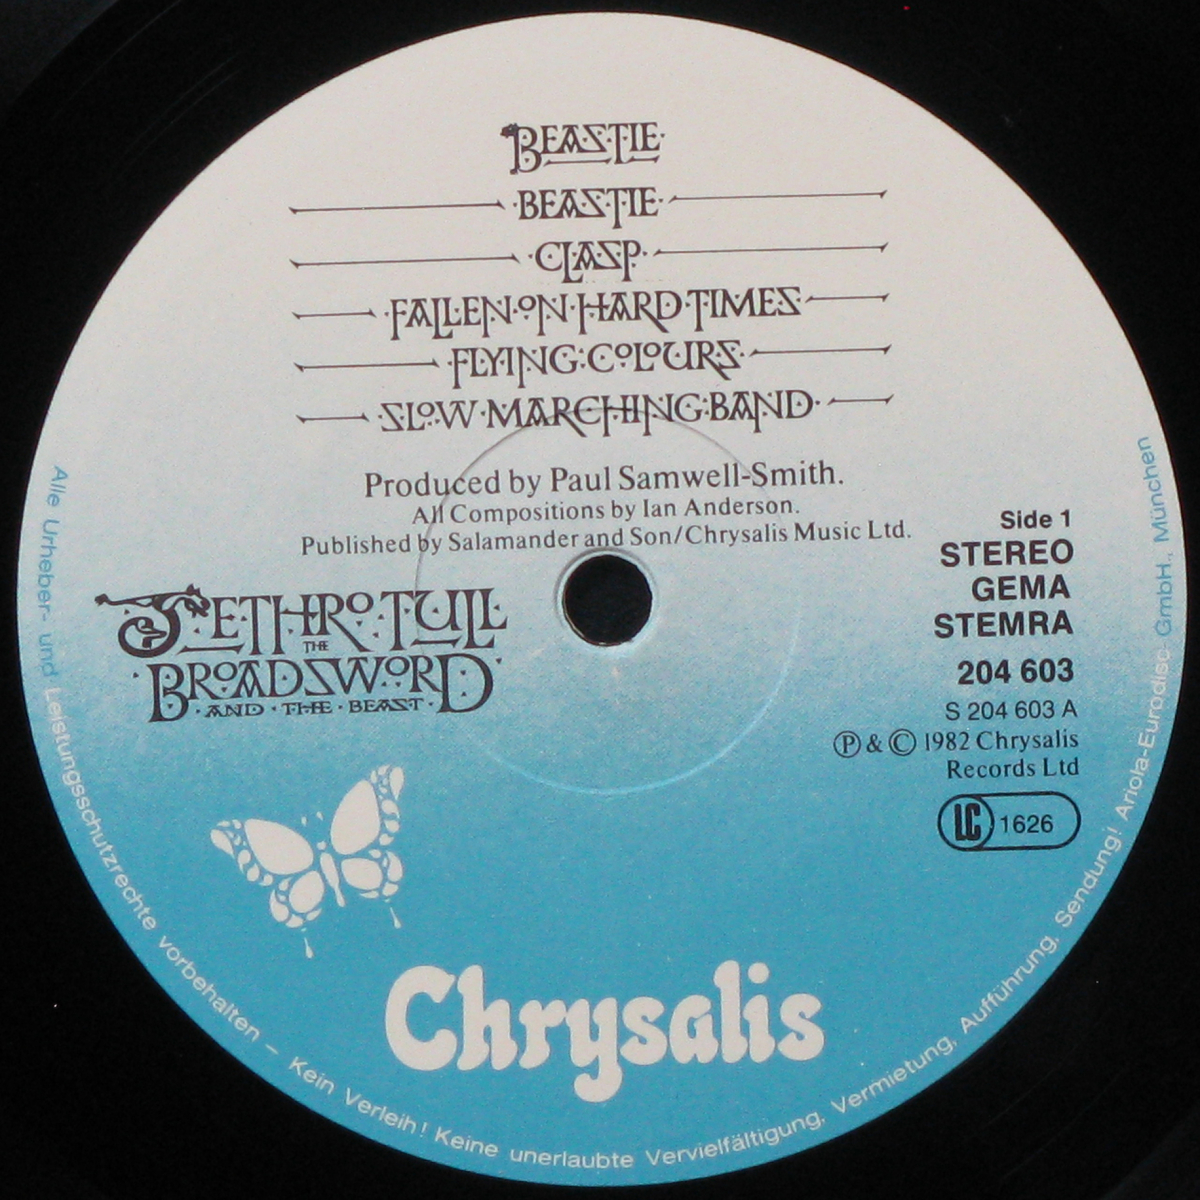 BEASTIE
BEASTIE
CLASP
FALLEN·ON·HARD·TIMES
FLYING·COLOURS
SLOW·MARCHING·BAND
Produced by Paul Samwell-Smith.
All Compositions by Ian Anderson.
Published by Salamander and Son/Chrysalis Music Ltd.
Side 1
STEREO
GEMA
STEMRA
204 603
S 204 603 A
Ⓟ & © 1982 Chrysalis
Records Ltd
LC 1626
JETHRO TULL
THE
BROADSWORD
·AND·THE·BEAST·
Chrysalis
Alle Urheber- und Leistungsschutzrechte vorbehalten – Kein Verleih! Keine unerlaubte Vervielfältigung, Vermietung, Aufführung, Sendung! Ariola-Eurodisc GmbH., München